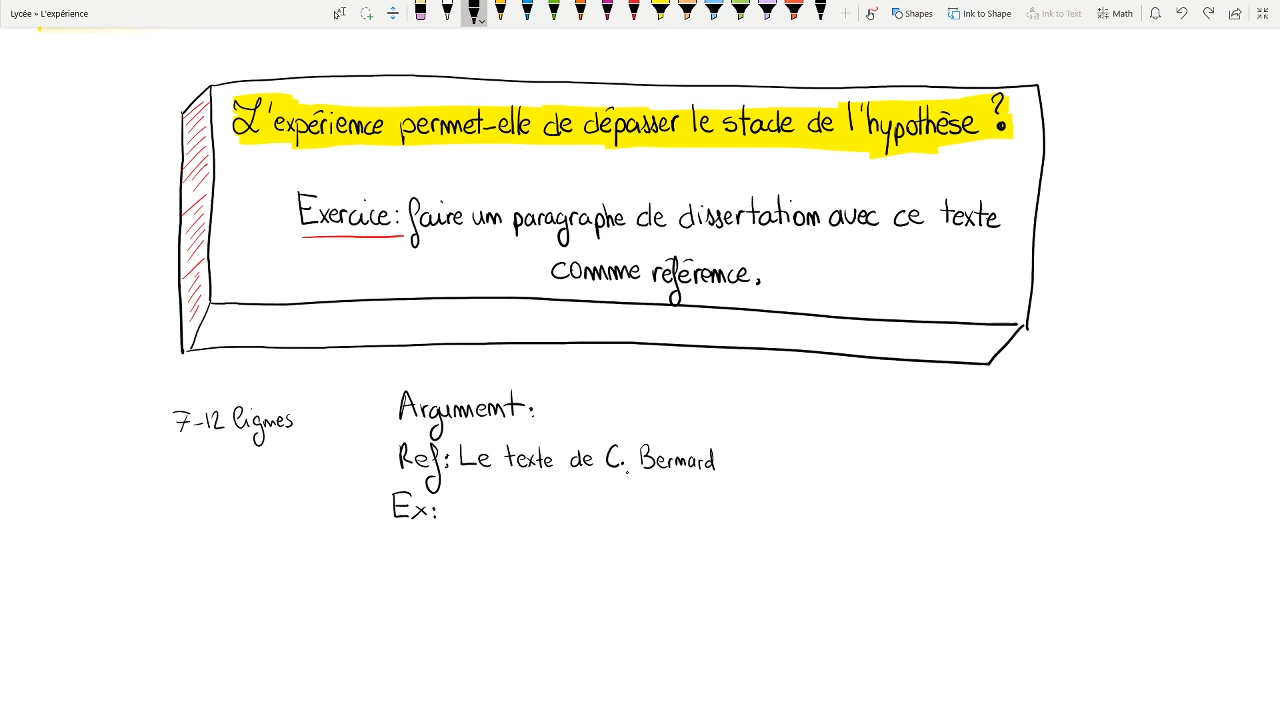 Lycée » L'expérience
Shapes
Ink to Shape
Ink to Text
Math
L'expérience permet-elle de dépasser le stade de l'hypothèse ?
Exercice: faire un paragraphe de dissertation avec ce texte
comme référence.
7-12 lignes
Argument:
Ref: Le texte de C. Bernard
Ex: